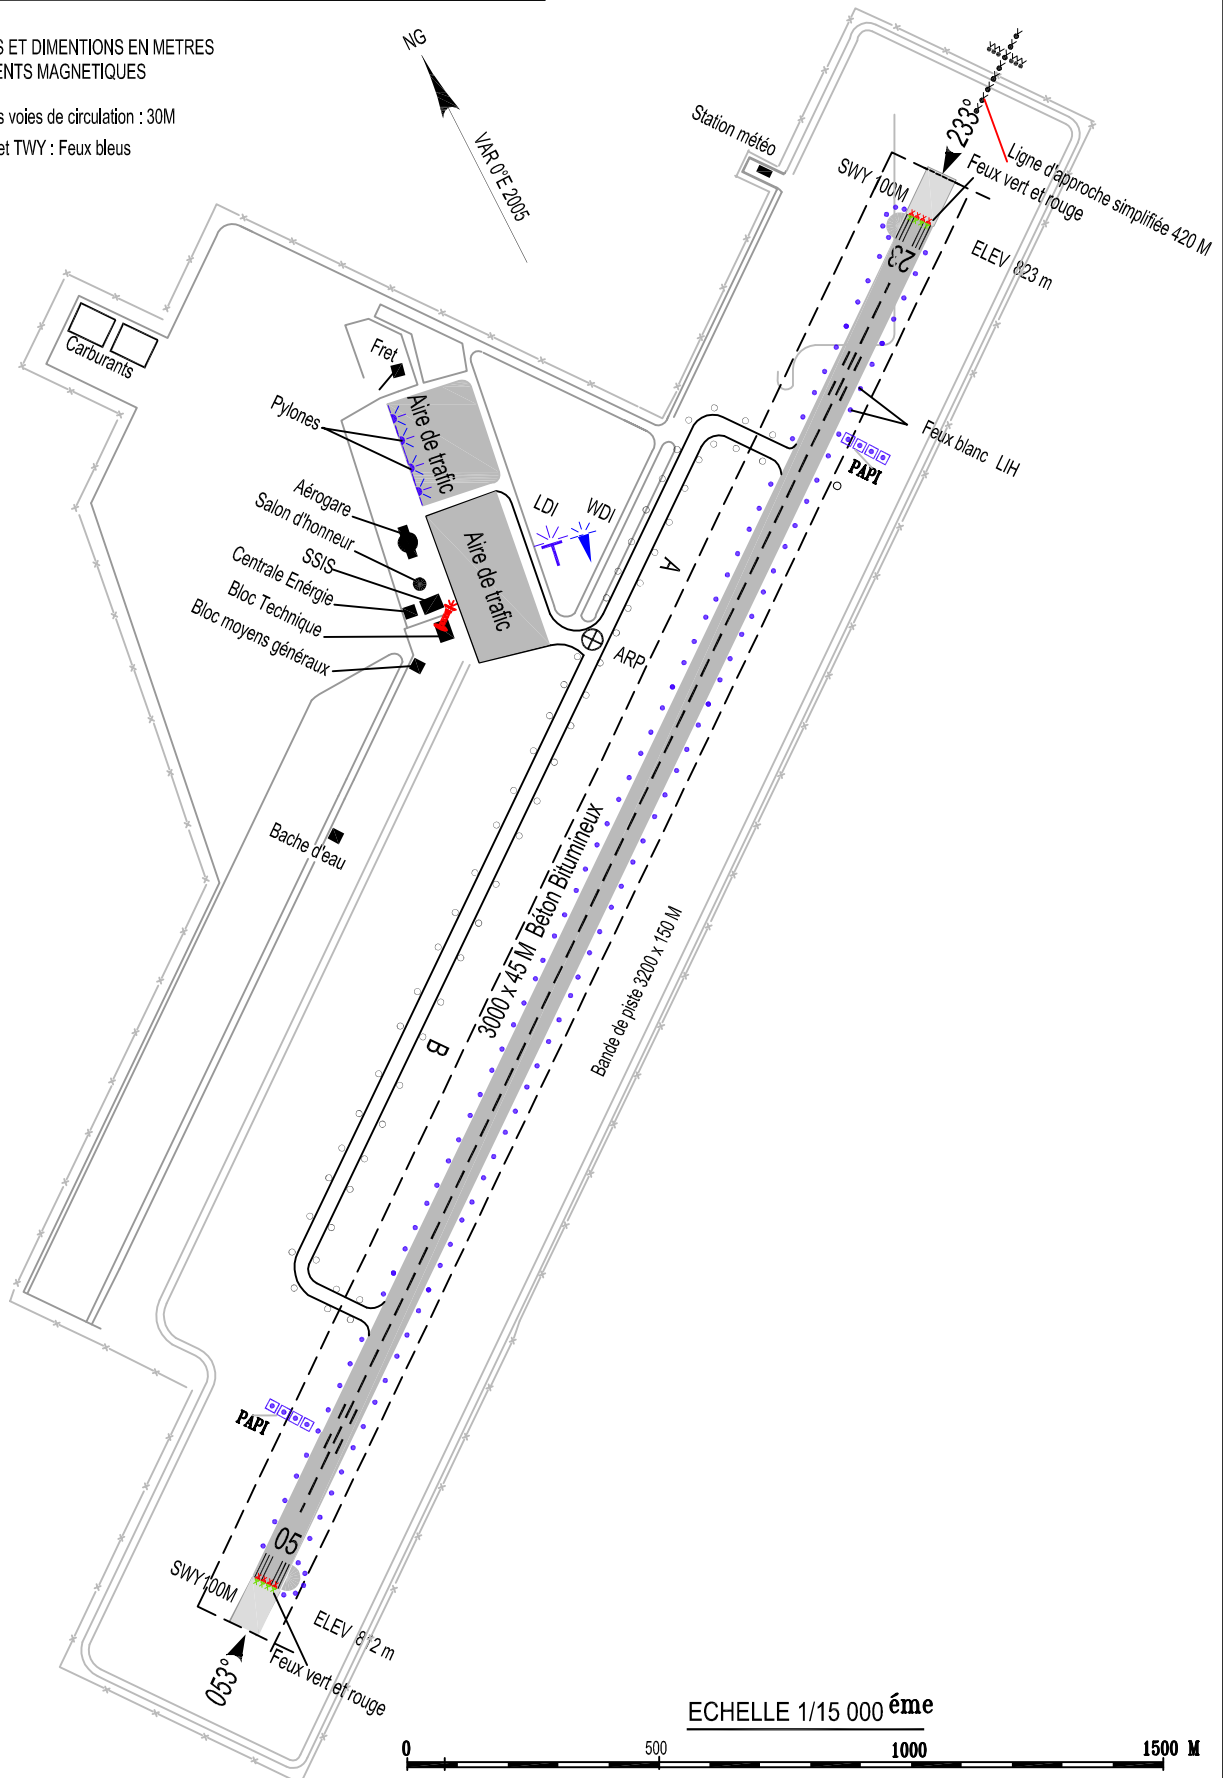 S ET DIMENTIONS EN METRES
ENTS MAGNETIQUES
s voies de circulation : 30M
et TWY : Feux bleus
NG
VAR 0°E 2005
Station météo
233°
Ligne d'approche simplifiée 420 M
Feux vert et rouge
SWY 100M
23
ELEV 823 m
Carburants
Fret
Pylones
Aire de trafic
Feux blanc LIH
PAPI
Aérogare
Salon d'honneur
SSIS
Centrale Enérgie
Bloc Technique
Bloc moyens généraux
Aire de trafic
LDI
WDI
A
ARP
Bache d'eau
3000 x 45 M Béton Bitumineux
Bande de piste 3200 x 150 M
B
PAPI
05
SWY100M
ELEV 812 m
053°
Feux vert et rouge
ECHELLE 1/15 000 éme
0 500 1000 1500 M